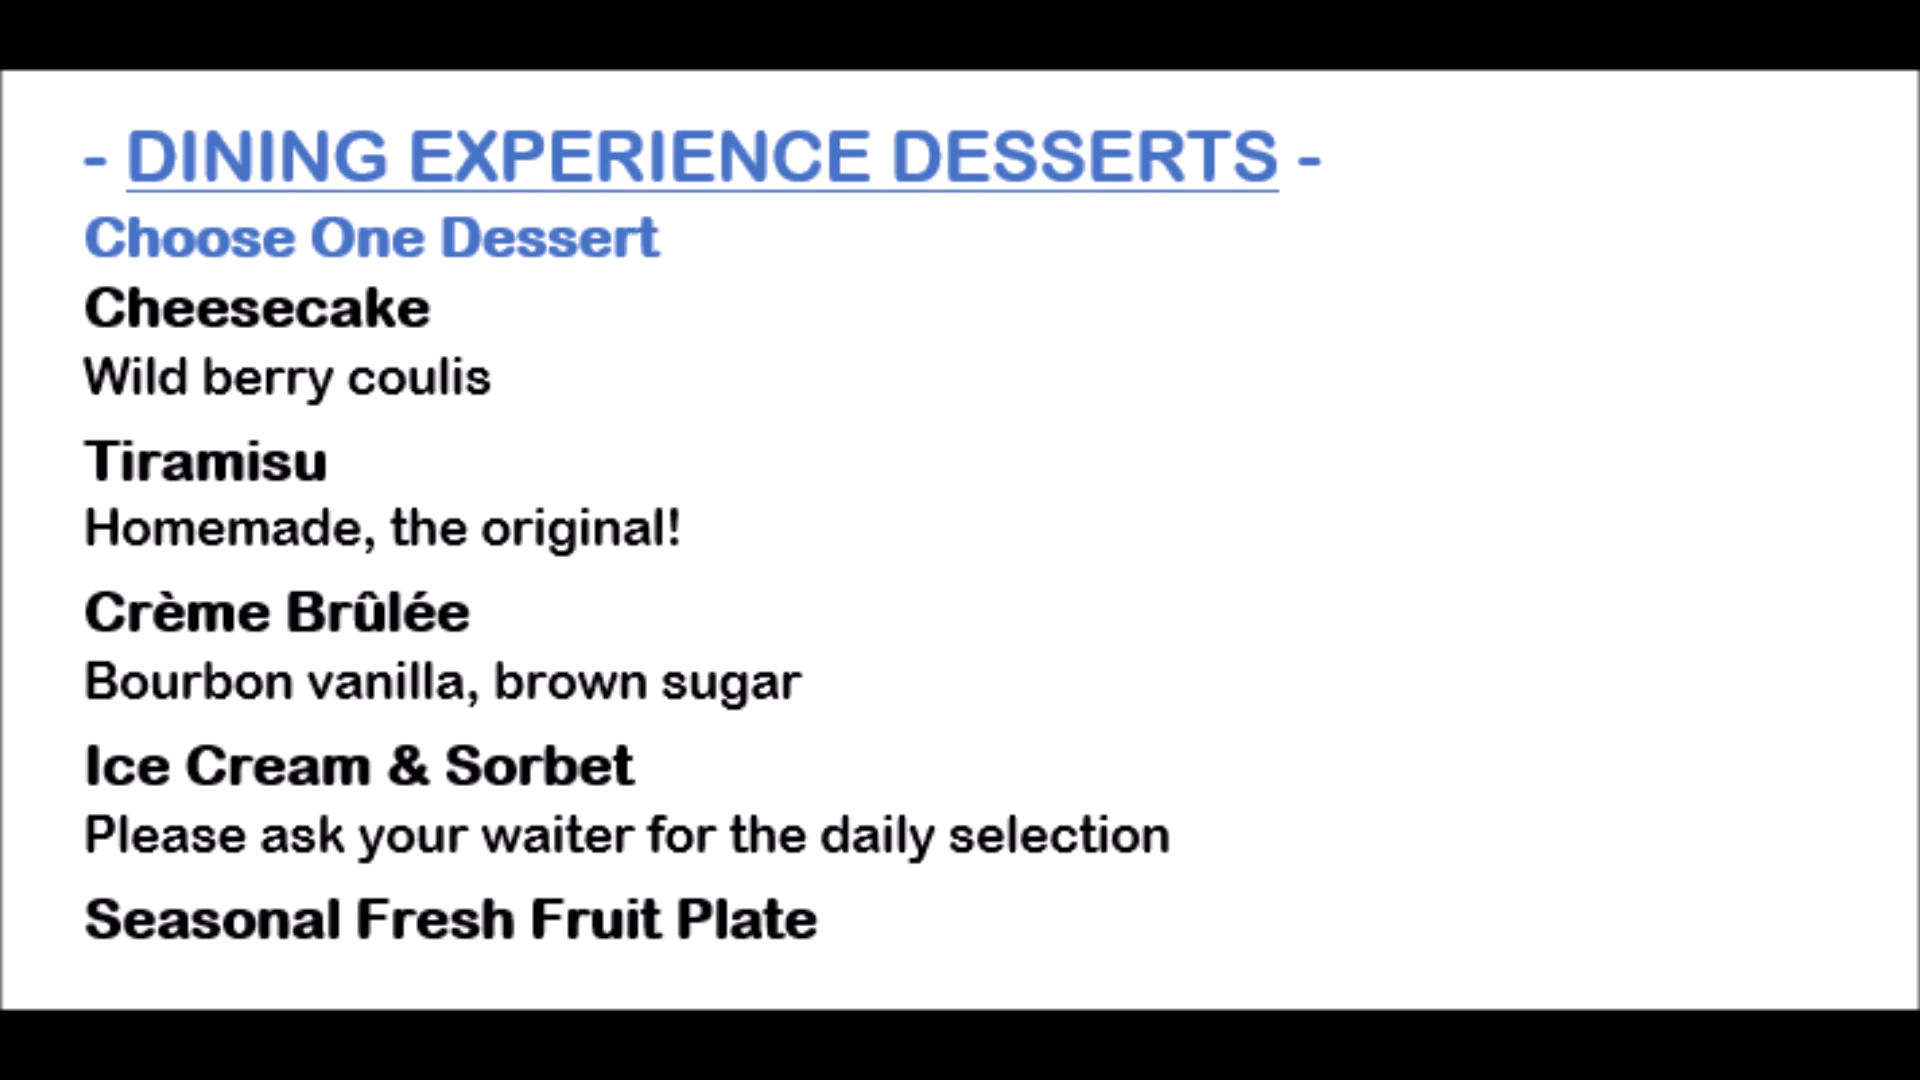 - DINING EXPERIENCE DESSERTS -
Choose One Dessert
Cheesecake
Wild berry coulis
Tiramisu
Homemade, the original!
Crème Brûlée
Bourbon vanilla, brown sugar
Ice Cream & Sorbet
Please ask your waiter for the daily selection
Seasonal Fresh Fruit Plate